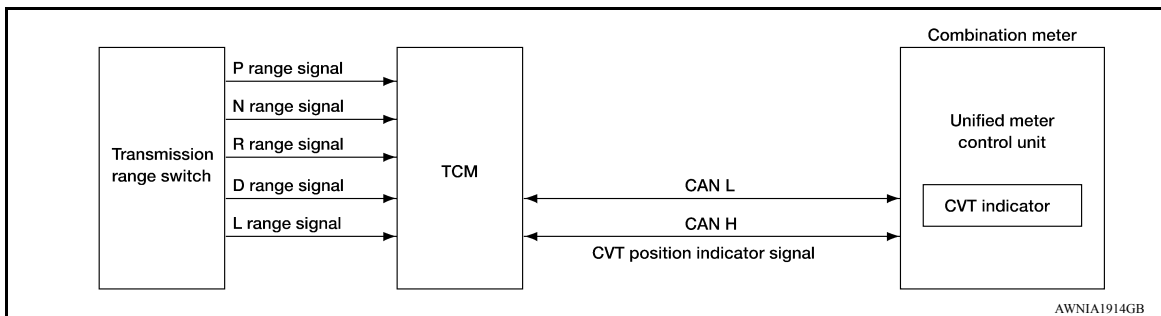 Combination meter
P range signal
N range signal
R range signal
D range signal
L range signal
Transmission
range switch
TCM
CAN L
CAN H
CVT position indicator signal
Unified meter
control unit
CVT indicator
AWNIA1914GB